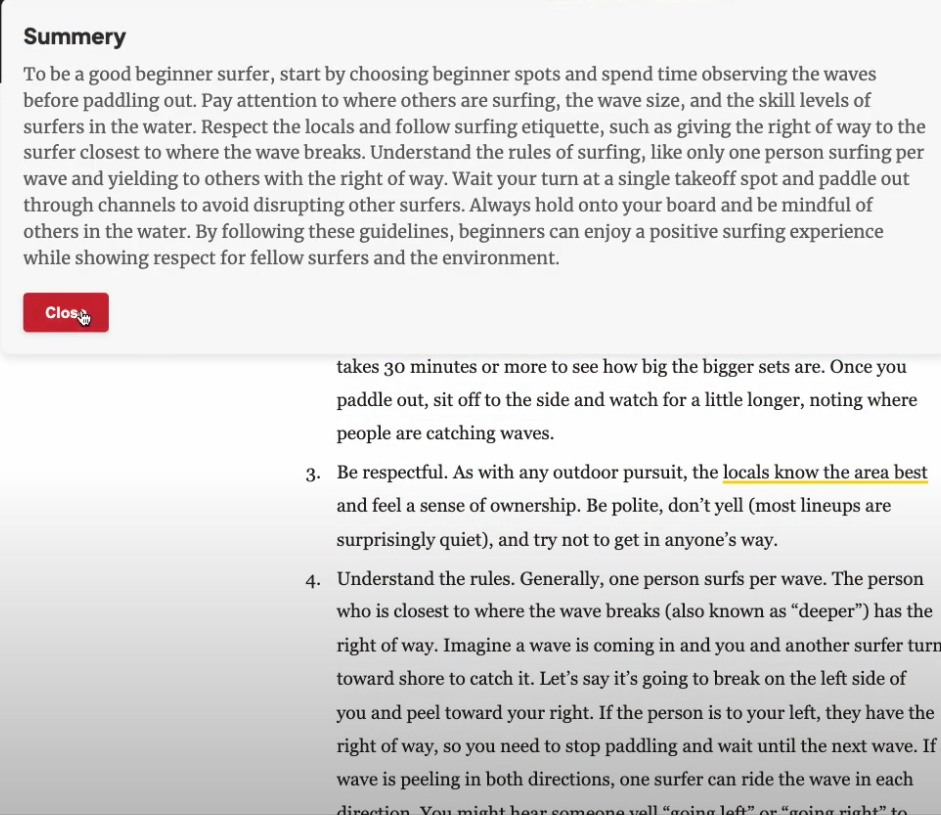 Summery
To be a good beginner surfer, start by choosing beginner spots and spend time observing the waves
before paddling out. Pay attention to where others are surfing, the wave size, and the skill levels of
surfers in the water. Respect the locals and follow surfing etiquette, such as giving the right of way to the
surfer closest to where the wave breaks. Understand the rules of surfing, like only one person surfing per
wave and yielding to others with the right of way. Wait your turn at a single takeoff spot and paddle out
through channels to avoid disrupting other surfers. Always hold onto your board and be mindful of
others in the water. By following these guidelines, beginners can enjoy a positive surfing experience
while showing respect for fellow surfers and the environment.
Close
takes 30 minutes or more to see how big the bigger sets are. Once you
paddle out, sit off to the side and watch for a little longer, noting where
people are catching waves.
3. Be respectful. As with any outdoor pursuit, the locals know the area best
and feel a sense of ownership. Be polite, don’t yell (most lineups are
surprisingly quiet), and try not to get in anyone’s way.
4. Understand the rules. Generally, one person surfs per wave. The person
who is closest to where the wave breaks (also known as “deeper”) has the
right of way. Imagine a wave is coming in and you and another surfer turn
toward shore to catch it. Let’s say it’s going to break on the left side of
you and peel toward your right. If the person is to your left, they have the
right of way, so you need to stop paddling and wait until the next wave. If
wave is peeling in both directions, one surfer can ride the wave in each
direction. You might hear someone yell “going left” or “going right” to